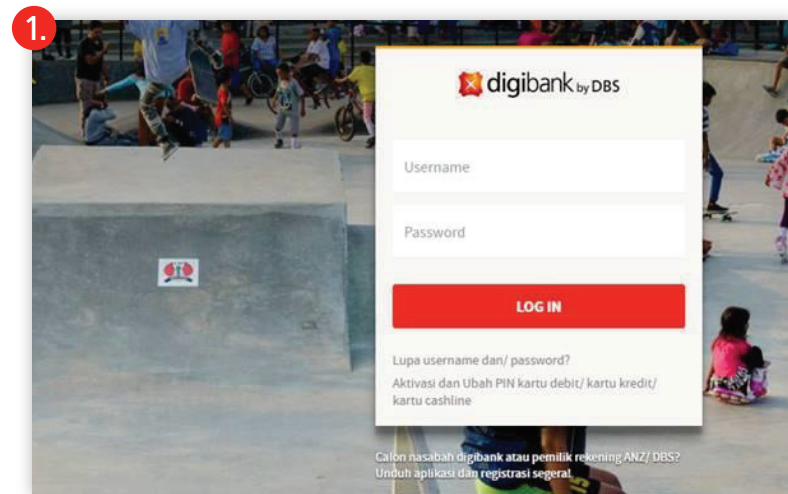 1.
digibank by DBS
Username
Password
LOG IN
Lupa username dan/ password?
Aktivasi dan Ubah PIN kartu debit/ kartu kredit/
kartu cashline
Calon nasabah digibank atau pemilik rekening ANZ/ DBS?
Unduh aplikasi dan registrasi segera!